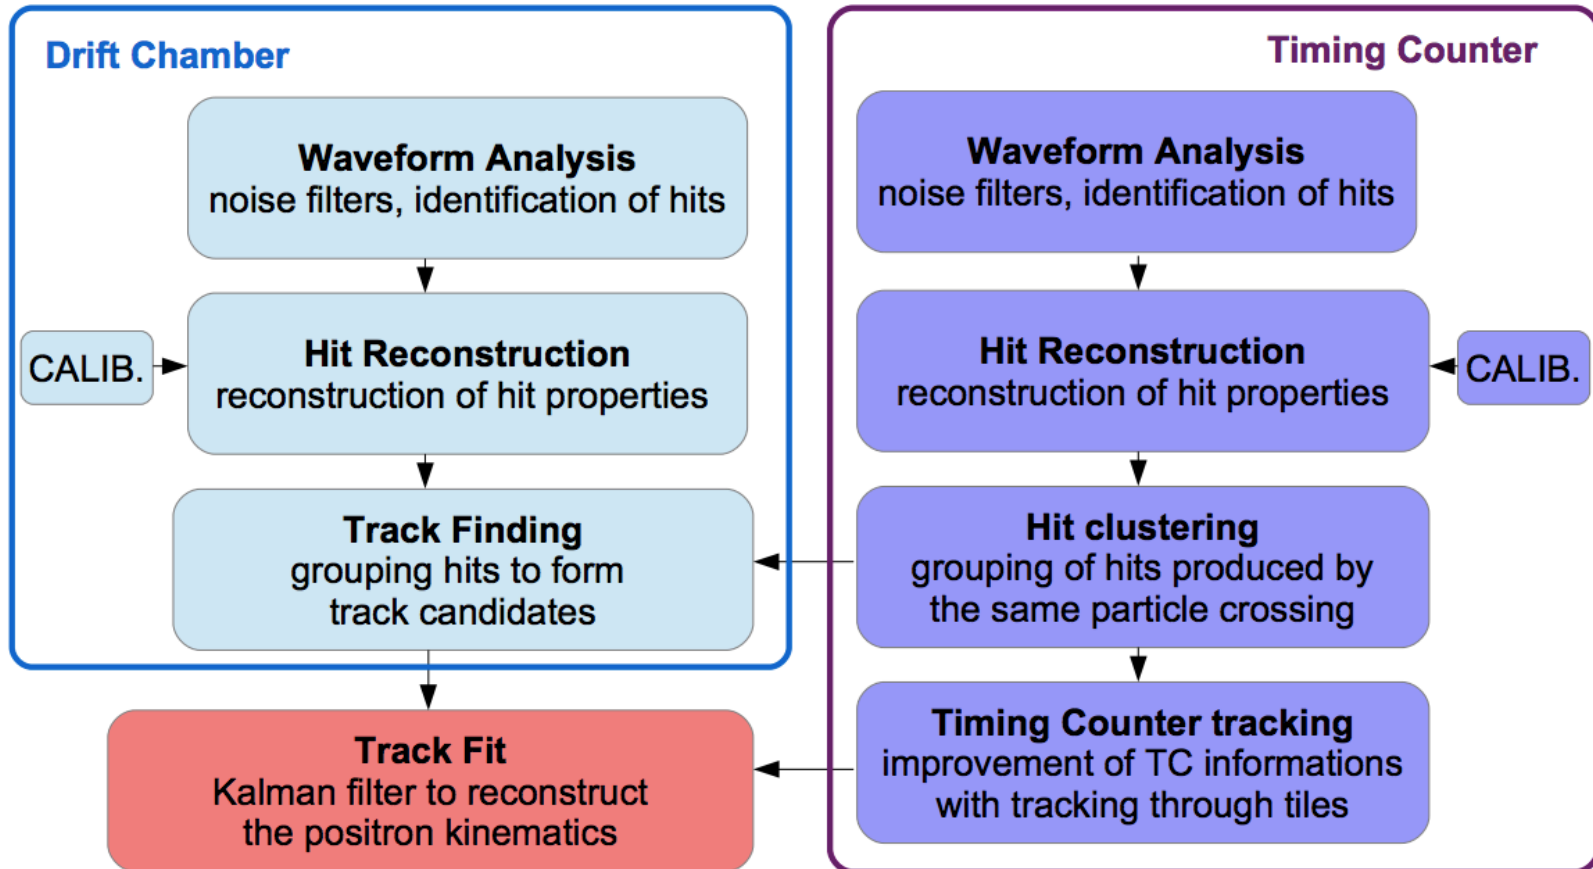 Drift Chamber
Waveform Analysis
noise filters, identification of hits
CALIB.
Hit Reconstruction
reconstruction of hit properties
Track Finding
grouping hits to form
track candidates
Track Fit
Kalman filter to reconstruct
the positron kinematics
Timing Counter
Waveform Analysis
noise filters, identification of hits
Hit Reconstruction
reconstruction of hit properties
CALIB.
Hit clustering
grouping of hits produced by
the same particle crossing
Timing Counter tracking
improvement of TC informations
with tracking through tiles